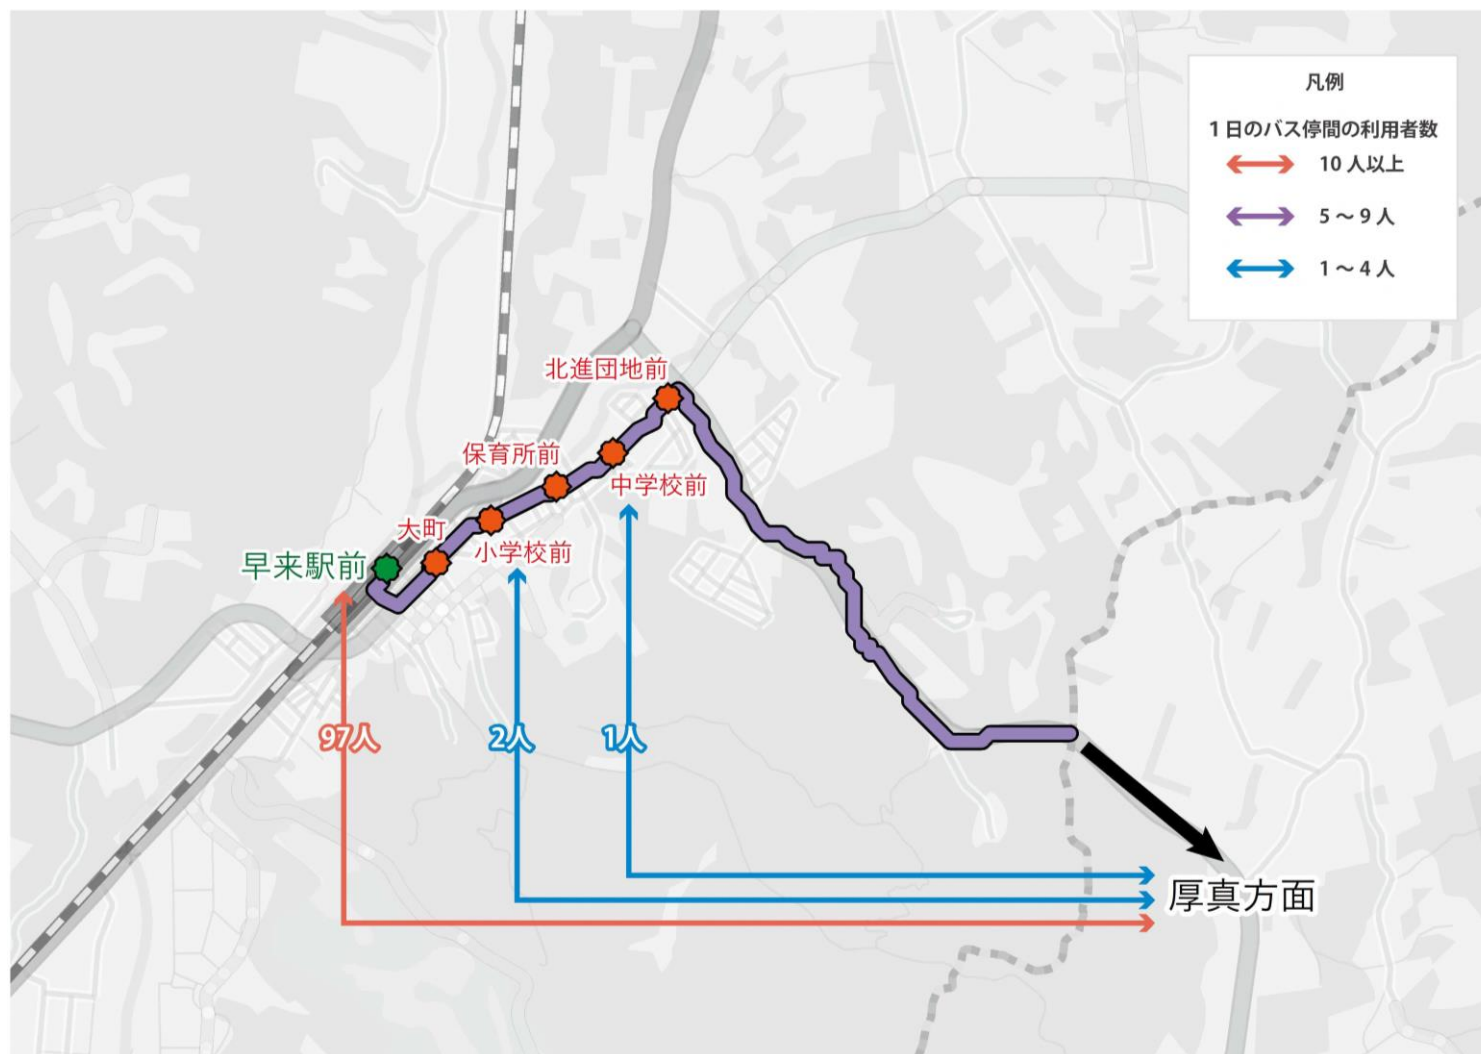 凡例
1日のバス停間の利用者数
10 人以上
5 ～ 9 人
1 ～ 4 人
北進団地前
保育所前
中学校前
大町
小学校前
早来駅前
97人
2人
1人
厚真方面